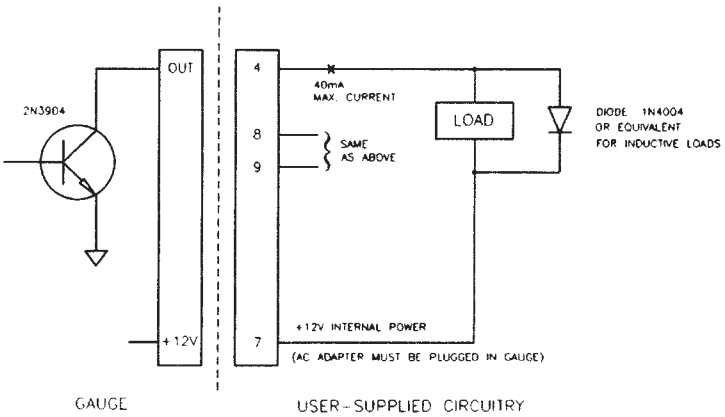 OUT
4
40mA
MAX. CURRENT
2N3904
8
9
SAME
AS ABOVE
LOAD
DIODE 1N4004
OR EQUIVALENT
FOR INDUCTIVE LOADS
+12V
7
+12V INTERNAL POWER
(AC ADAPTER MUST BE PLUGGED IN GAUGE)
GAUGE
USER-SUPPLIED CIRCUITRY